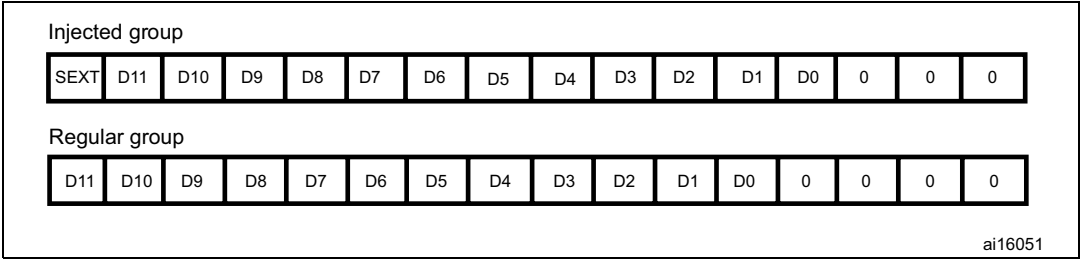 Injected group
SEXT D11 D10 D9 D8 D7 D6 D5 D4 D3 D2 D1 D0 0 0 0
Regular group
D11 D10 D9 D8 D7 D6 D5 D4 D3 D2 D1 D0 0 0 0 0
ai16051